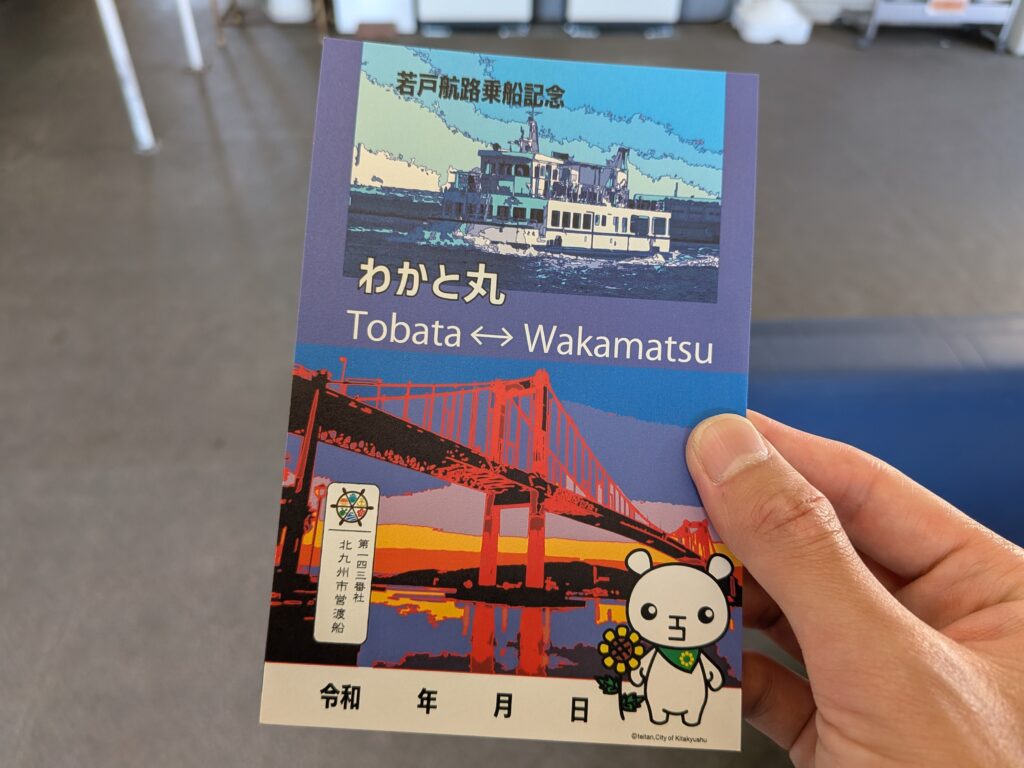 若戸航路乗船記念
わかと丸
Tobata ↔ Wakamatsu
第一四三番社
北九州市営渡船
令和 年 月 日
©teitan,City of Kitakyushu